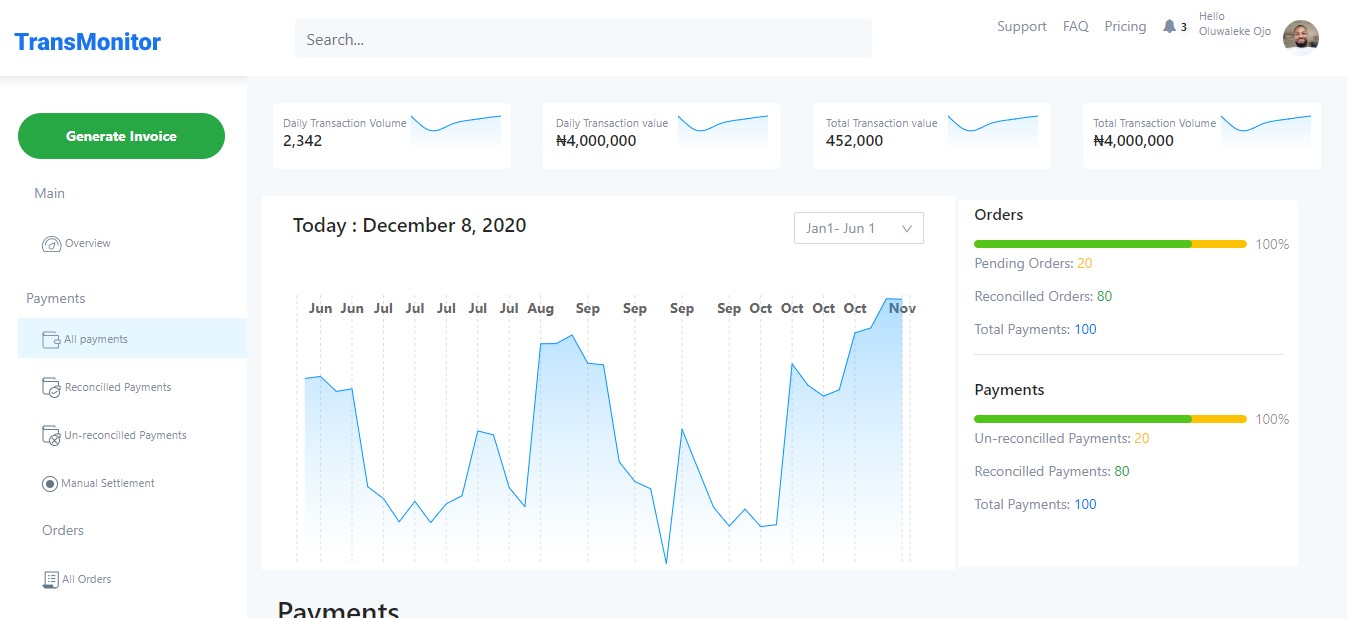 TransMonitor
Search...
Support FAQ Pricing 3 Hello
Oluwaleke Ojo
Generate Invoice
Main
Overview
Payments
All payments
Reconcilled Payments
Un-reconcilled Payments
Manual Settlement
Orders
All Orders
Daily Transaction Volume
2,342
Daily Transaction value
₦4,000,000
Total Transaction value
452,000
Total Transaction Volume
₦4,000,000
Today : December 8, 2020
Jan1- Jun 1
Jun Jun Jul Jul Jul Jul Jul Aug Sep Sep Sep Sep Oct Oct Oct Oct Nov
Orders
100%
Pending Orders: 20
Reconcilled Orders: 80
Total Payments: 100
Payments
100%
Un-reconcilled Payments: 20
Reconcilled Payments: 80
Total Payments: 100
Payments